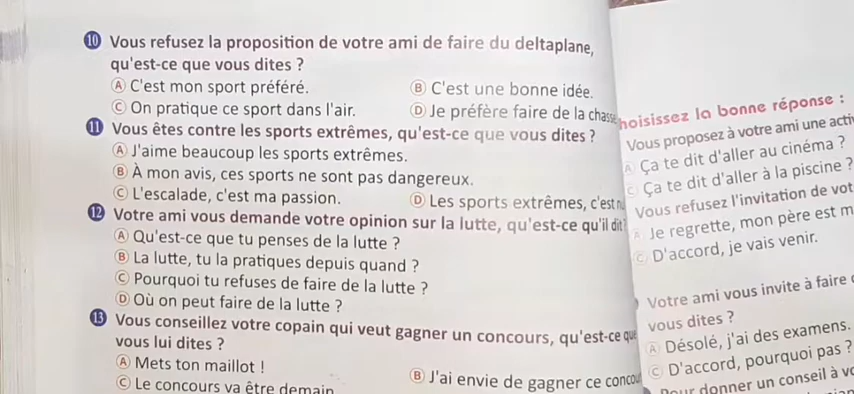 ⑩ Vous refusez la proposition de votre ami de faire du deltaplane,
qu'est-ce que vous dites ?
Ⓐ C'est mon sport préféré. Ⓑ C'est une bonne idée.
Ⓒ On pratique ce sport dans l'air. Ⓓ Je préfère faire de la chasse
⑪ Vous êtes contre les sports extrêmes, qu'est-ce que vous dites ?
Ⓐ J'aime beaucoup les sports extrêmes.
Ⓑ À mon avis, ces sports ne sont pas dangereux.
Ⓒ L'escalade, c'est ma passion. Ⓓ Les sports extrêmes, c'est
⑫ Votre ami vous demande votre opinion sur la lutte, qu'est-ce qu'il dit
Ⓐ Qu'est-ce que tu penses de la lutte ?
Ⓑ La lutte, tu la pratiques depuis quand ?
Ⓒ Pourquoi tu refuses de faire de la lutte ?
Ⓓ Où on peut faire de la lutte ?
⑬ Vous conseillez votre copain qui veut gagner un concours, qu'est-ce que
vous lui dites ?
Ⓐ Mets ton maillot ! Ⓑ J'ai envie de gagner ce concou
Ⓒ Le concours va être demain
hoisissez la bonne réponse :
Vous proposez à votre ami une acti
Ⓐ Ça te dit d'aller au cinéma ?
Ⓒ Ça te dit d'aller à la piscine ?
Vous refusez l'invitation de vot
Ⓐ Je regrette, mon père est m
Ⓒ D'accord, je vais venir.
Votre ami vous invite à faire
vous dites ?
Ⓐ Désolé, j'ai des examens.
Ⓒ D'accord, pourquoi pas ?
Pour donner un conseil à vo